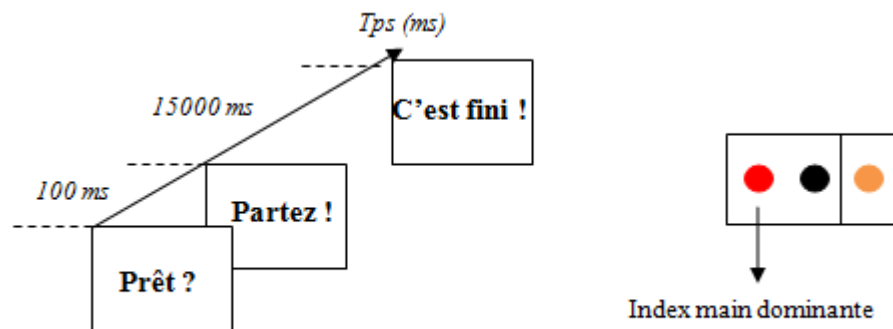 Tps (ms)
C'est fini !
15000 ms
100 ms
Partez !
Prêt ?
Index main dominante